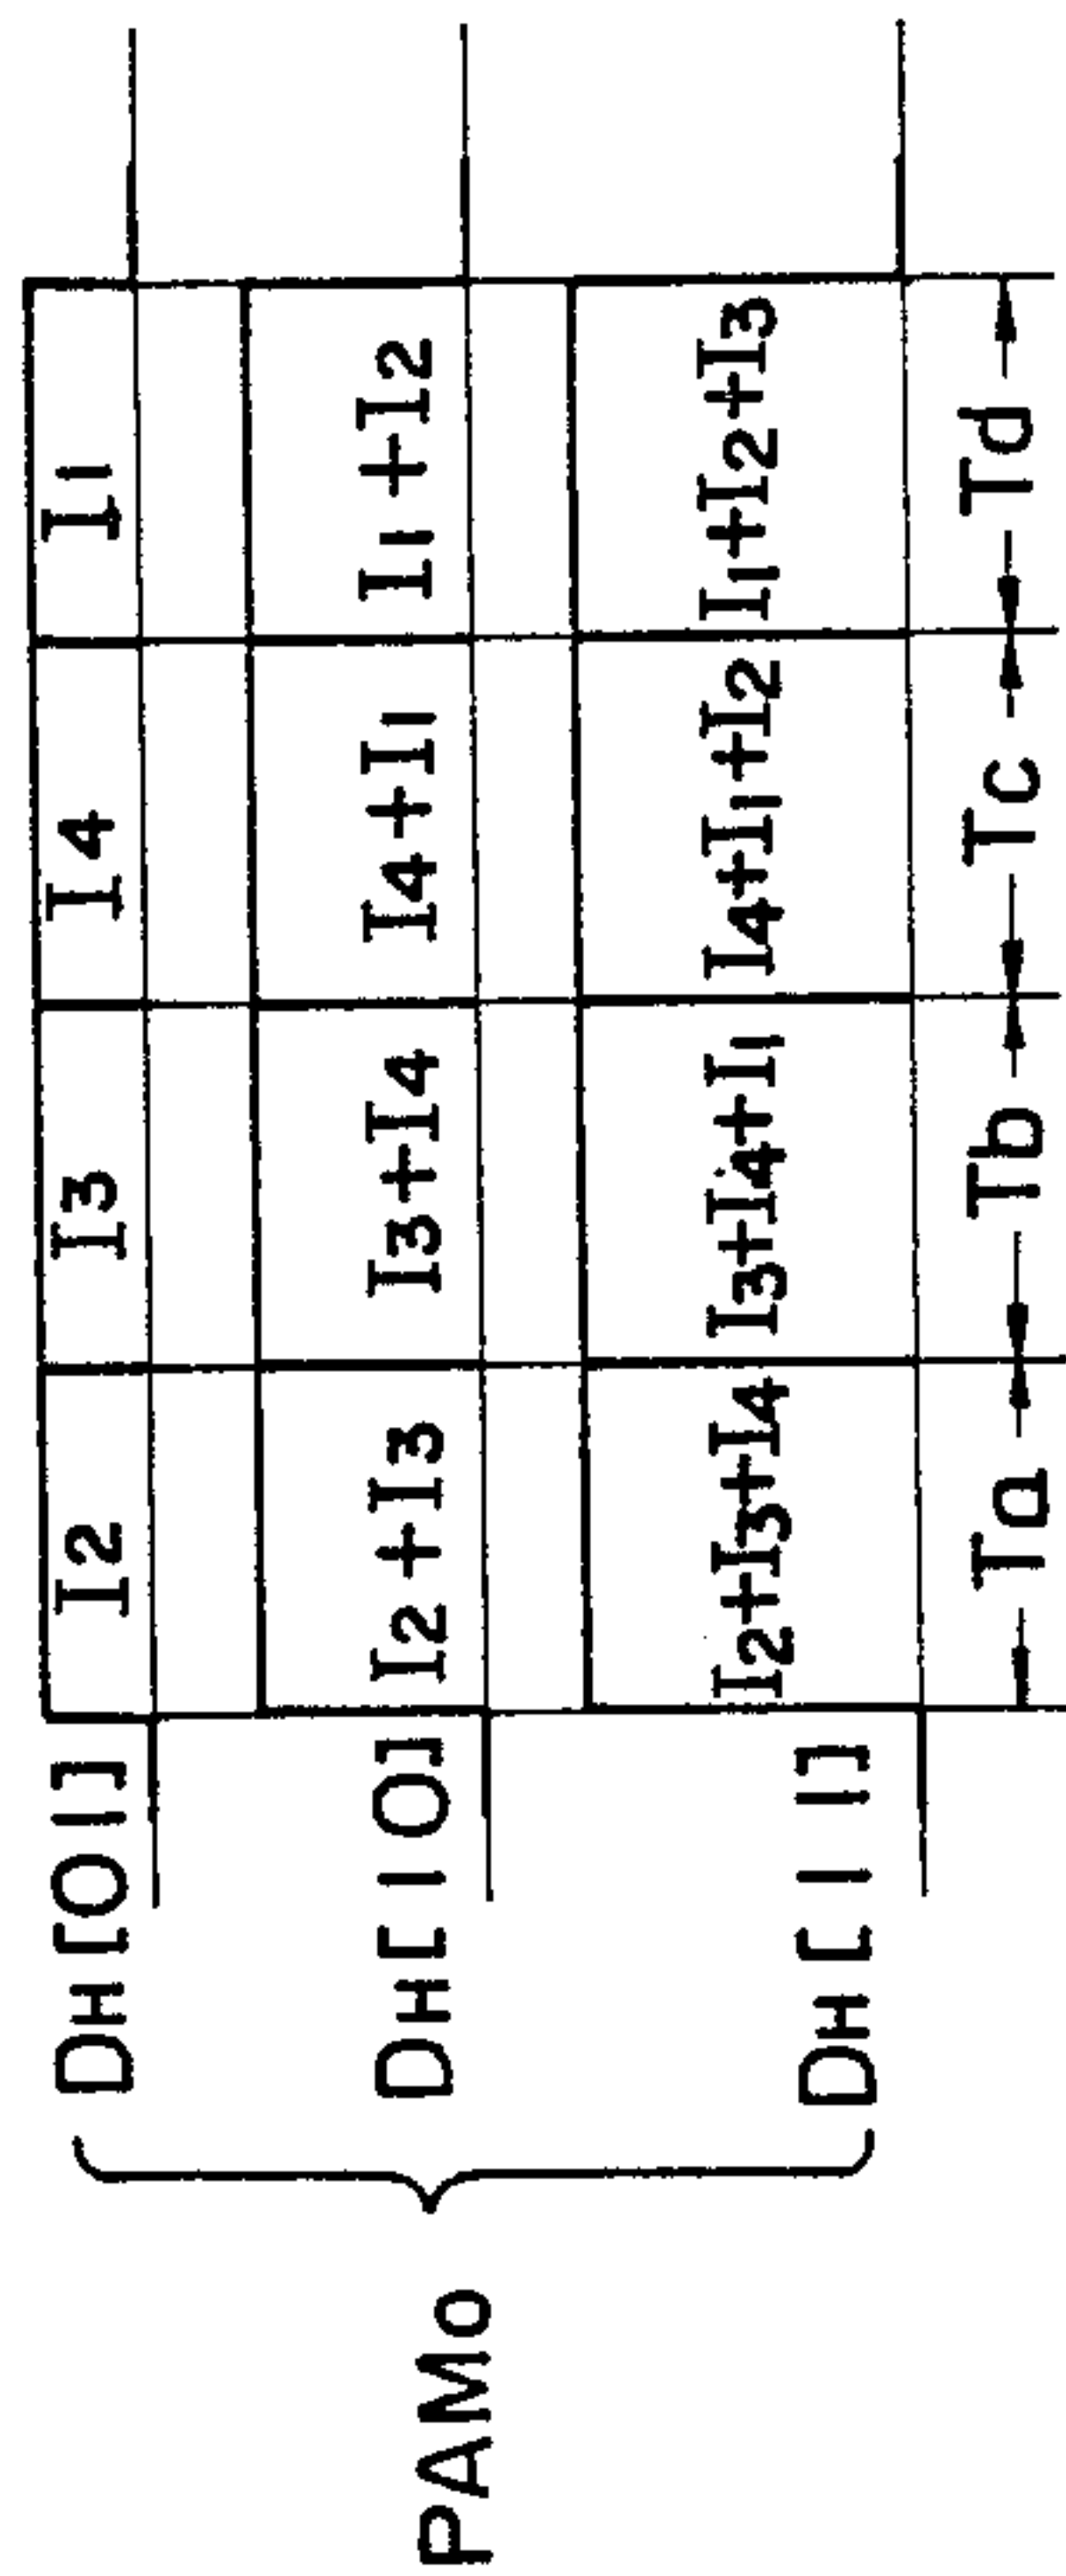 DH[01] I2 I3 I4 I1
PAMo DH[10] I2+I3 I3+I4 I4+I1 I1+I2
DH[11] I2+I3+I4 I3+I4+I1 I4+I1+I2 I1+I2+I3
Ta Tb Tc Td